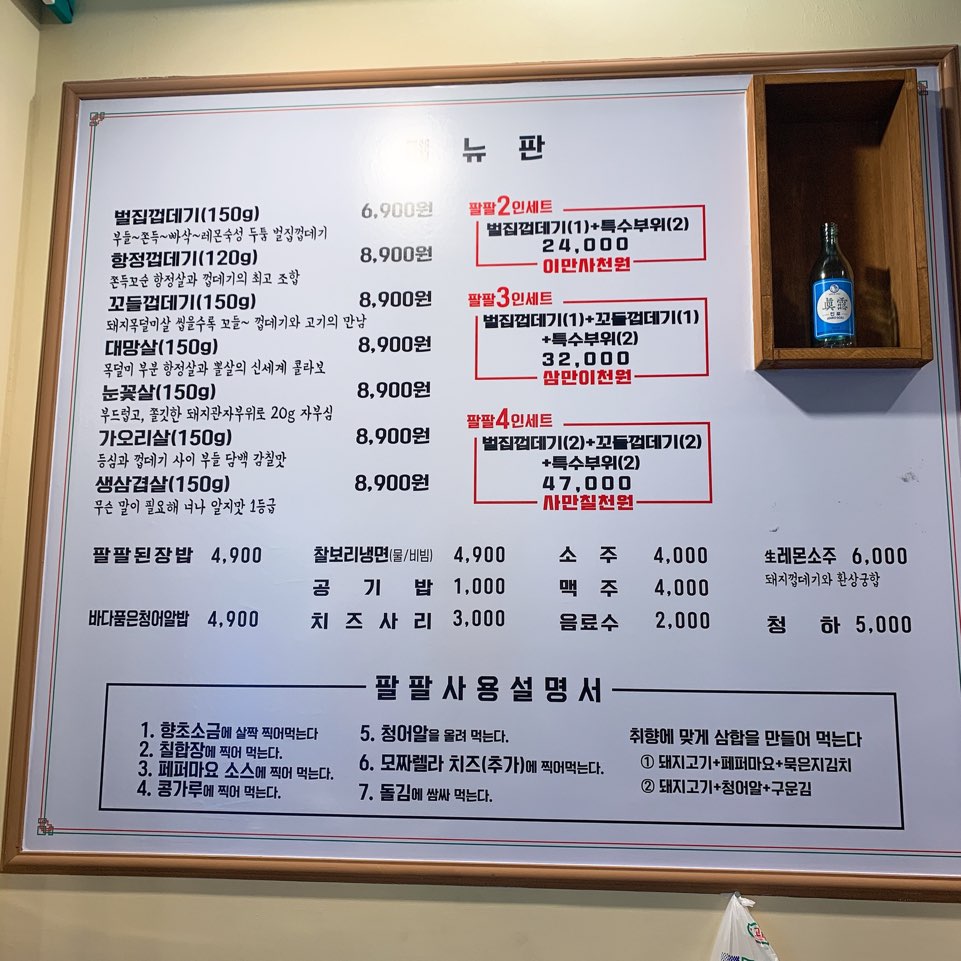 메 뉴 판
벌집껍데기(150g) 6,900원
부들~쫀득~빠삭~레몬숙성 두툼 벌집껍데기
항정껍데기(120g) 8,900원
쫀득꼬순 항정살과 껍데기의 최고 조합
꼬들껍데기(150g) 8,900원
돼지목덜미살 씹을수록 꼬들~ 껍데기와 고기의 만남
대망살(150g) 8,900원
목덜미 부분 항정살과 뽈살의 신세계 콜라보
눈꽃살(150g) 8,900원
부드럽고, 쫄깃한 돼지관자부위로 20g 자부심
가오리살(150g) 8,900원
등심과 껍데기 사이 부들 담백 감칠맛
생삼겹살(150g) 8,900원
무슨 말이 필요해 너나 알지맛 1등급
팔팔2인세트
벌집껍데기(1)+특수부위(2)
24,000
이만사천원
팔팔3인세트
벌집껍데기(1)+꼬들껍데기(1)
+특수부위(2)
32,000
삼만이천원
팔팔4인세트
벌집껍데기(2)+꼬들껍데기(2)
+특수부위(2)
47,000
사만칠천원
眞露
팔팔된장밥 4,900
바다품은청어알밥 4,900
찰보리냉면(물/비빔) 4,900
공 기 밥 1,000
치 즈 사 리 3,000
소 주 4,000
맥 주 4,000
음료수 2,000
生레몬소주 6,000
돼지껍데기와 환상궁합
청 하 5,000
팔팔사용설명서
1. 향초소금에 살짝 찍어먹는다
2. 칠합장에 찍어 먹는다.
3. 페퍼마요 소스에 찍어 먹는다.
4. 콩가루에 찍어 먹는다.
5. 청어알을 올려 먹는다.
6. 모짜렐라 치즈(추가)에 찍어먹는다.
7. 돌김에 쌈싸 먹는다.
취향에 맞게 삼합을 만들어 먹는다
① 돼지고기+페퍼마요+묵은지김치
② 돼지고기+청어알+구운김